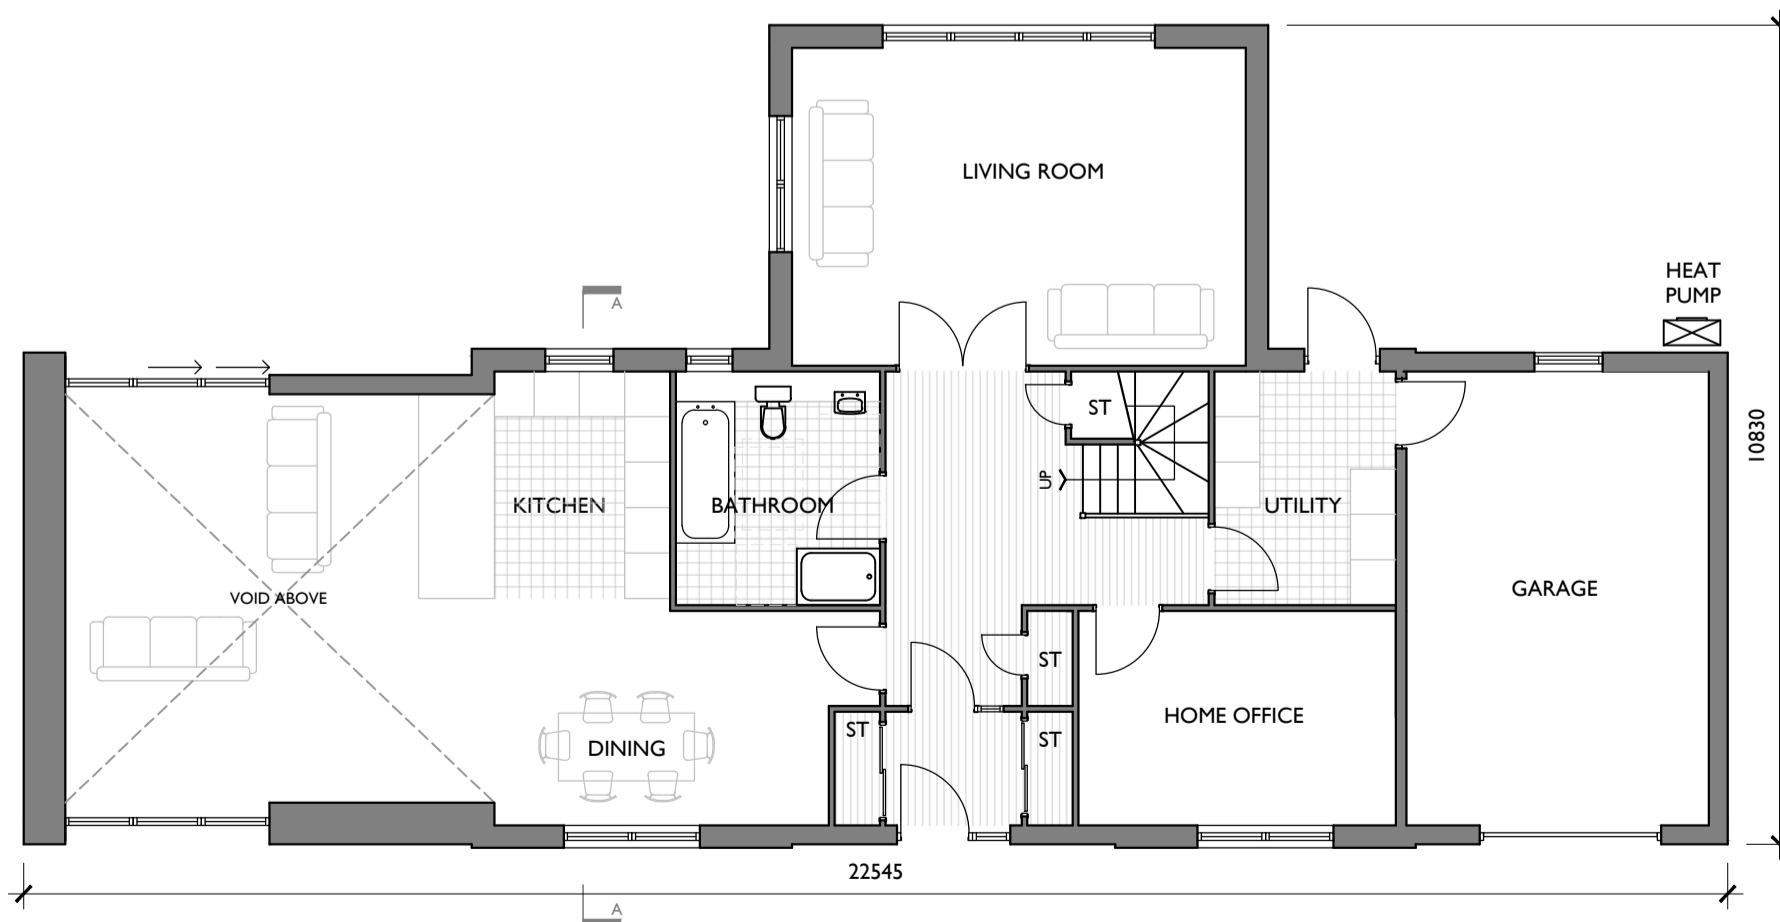 LIVING ROOM
HEAT
PUMP
A
ST
10830
UP
KITCHEN
BATHROOM
UTILITY
GARAGE
VOID ABOVE
ST
HOME OFFICE
ST
DINING
ST
22545
A